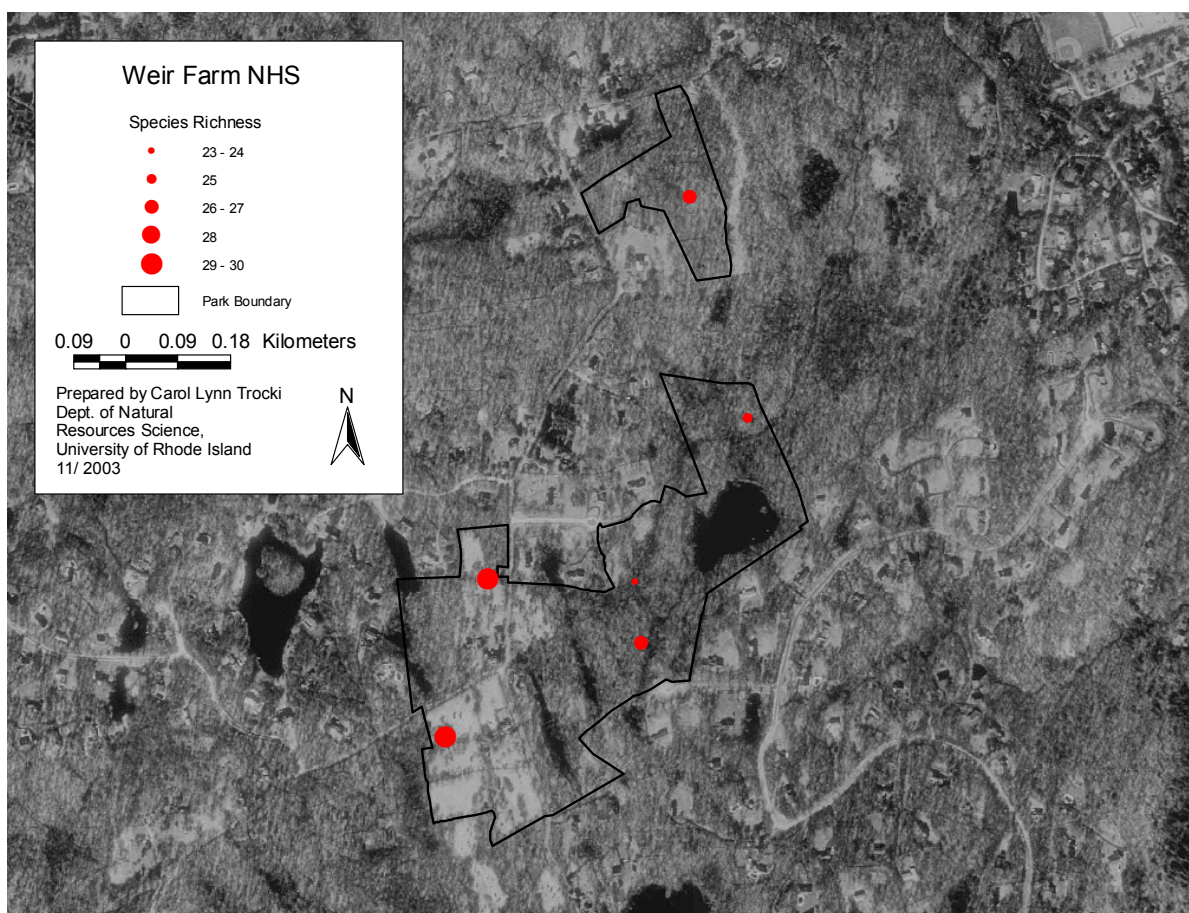 Weir Farm NHS
Species Richness
23 - 24
25
26 - 27
28
29 - 30
Park Boundary
0.09 0 0.09 0.18 Kilometers
Prepared by Carol Lynn Trocki
Dept. of Natural
Resources Science,
University of Rhode Island
11/ 2003
N